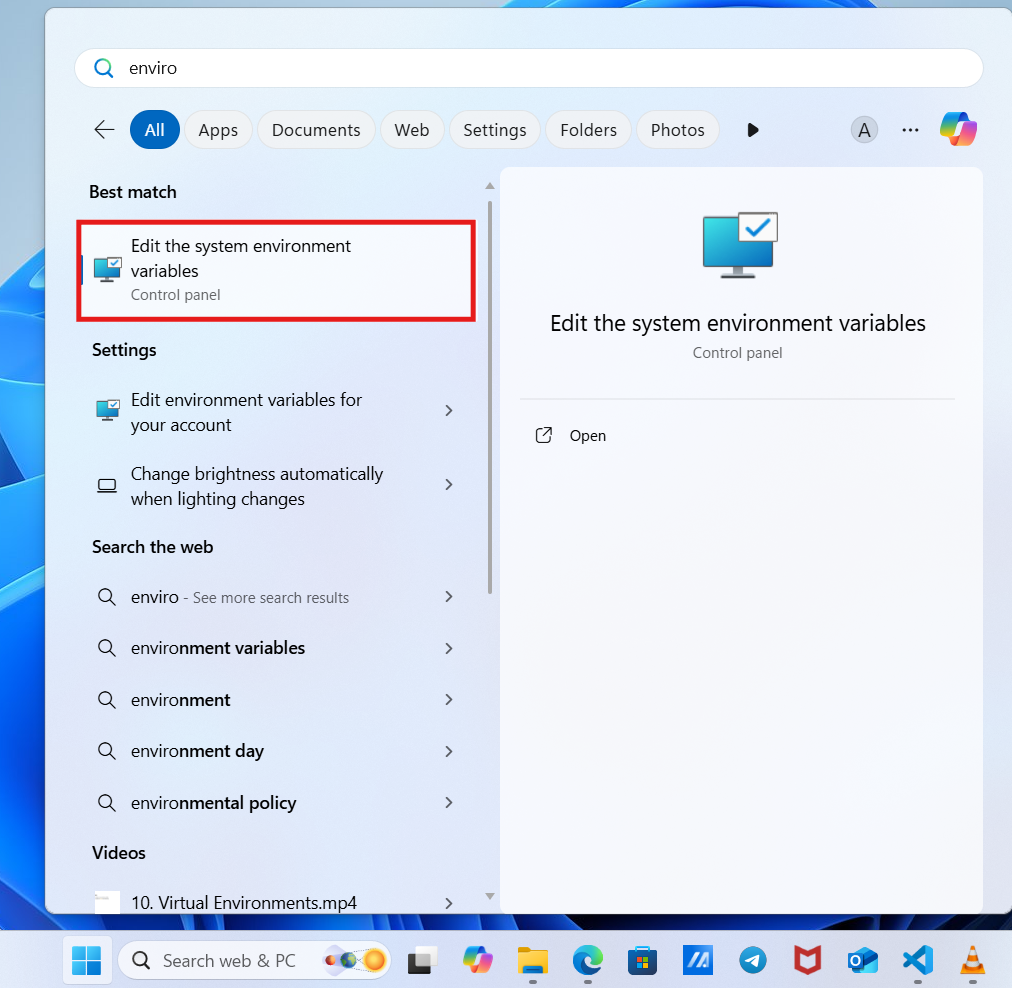 enviro
All Apps Documents Web Settings Folders Photos A
Best match
Edit the system environment
variables
Control panel
Settings
Edit environment variables for
your account
Change brightness automatically
when lighting changes
Search the web
enviro - See more search results
environment variables
environment
environment day
environmental policy
Videos
10. Virtual Environments.mp4
Edit the system environment variables
Control panel
Open
Search web & PC